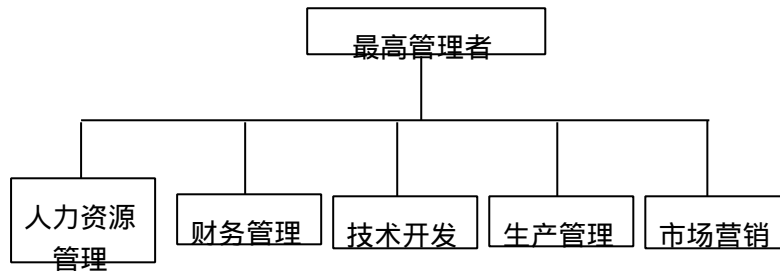 最高管理者
人力资源
管理
财务管理
技术开发
生产管理
市场营销